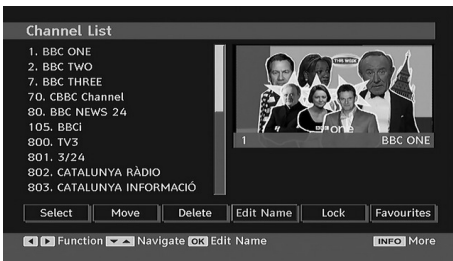 Channel List
1. BBC ONE
2. BBC TWO
7. BBC THREE
70. CBBC Channel
80. BBC NEWS 24
105. BBCi
800. TV3
801. 3/24
802. CATALUNYA RÀDIO
803. CATALUNYA INFORMACIÓ
THIS WEEK
BBC one
1 BBC ONE
Select Move Delete Edit Name Lock Favourites
Function Navigate OK Edit Name INFO More